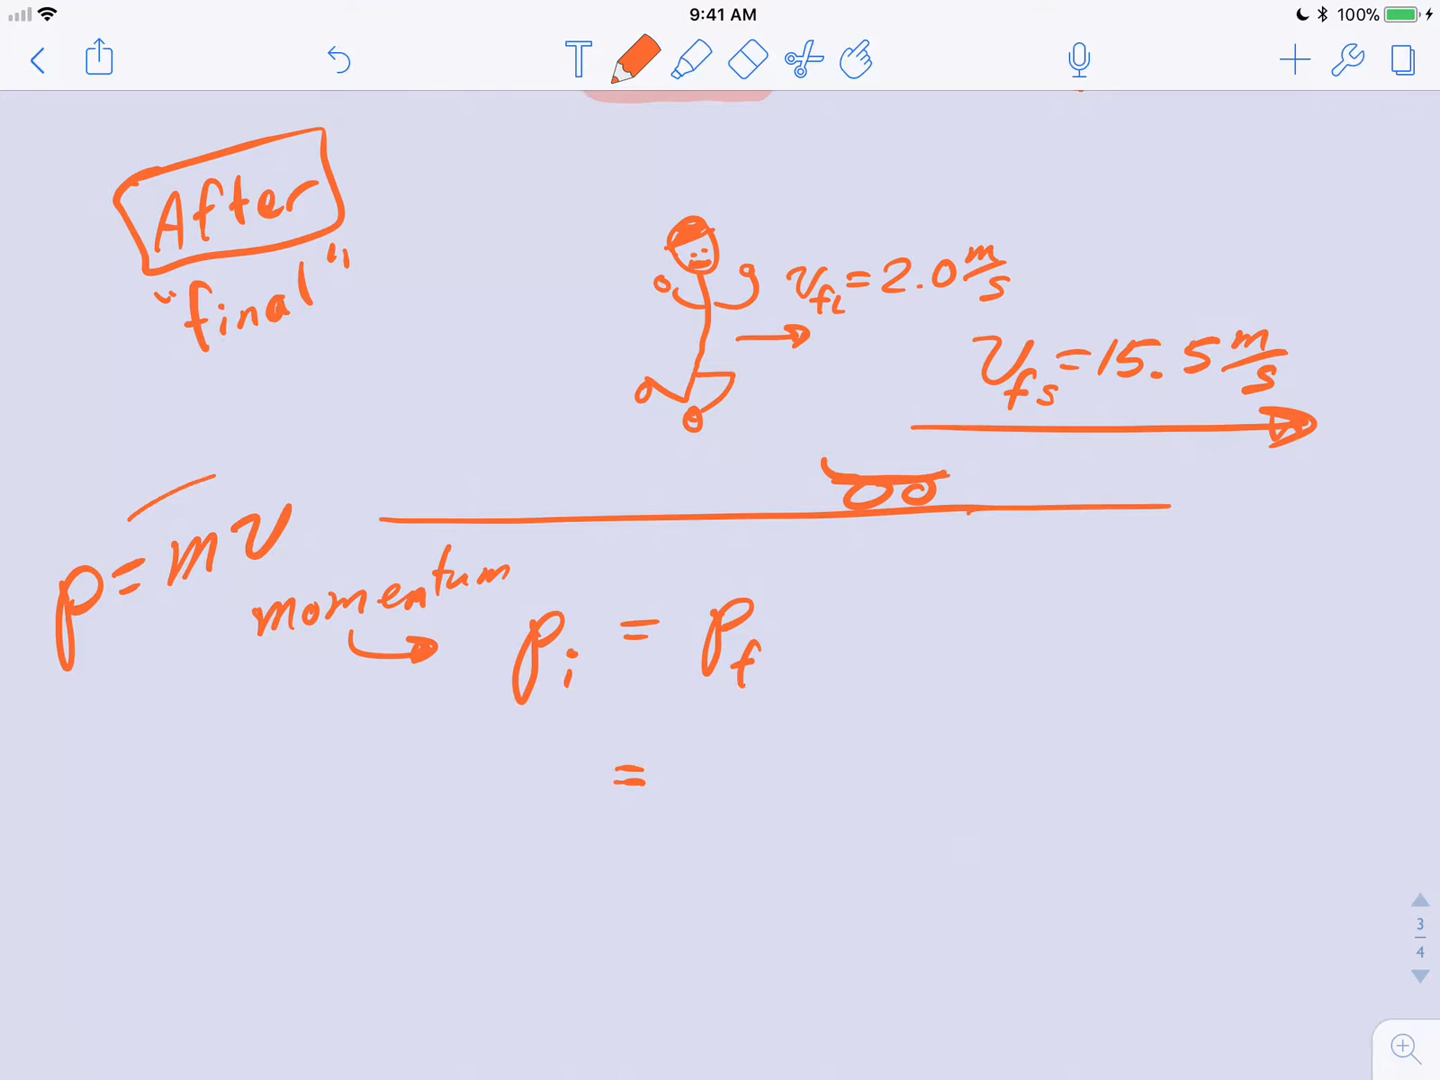 9:41 AM
100%
T
After
"final"
v_fL = 2.0 m/s
v_fs = 15.5 m/s
p = mv
momentum
p_i = p_f
=
3
4